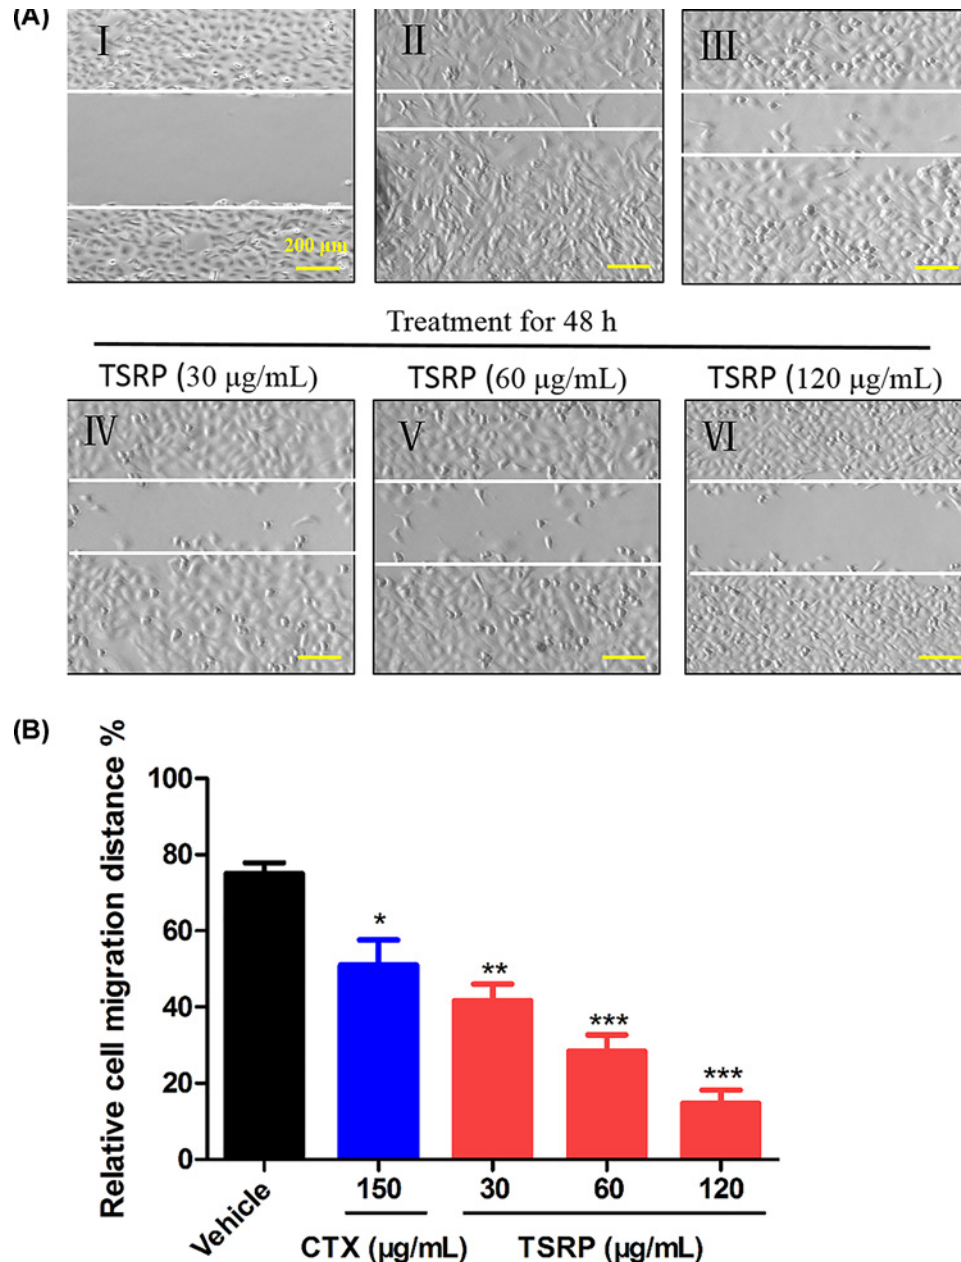 (A)
I
II
III
200 μm
Treatment for 48 h
TSRP (30 μg/mL)
TSRP (60 μg/mL)
TSRP (120 μg/mL)
IV
V
VI
(B)
Relative cell migration distance %
100
80
60
40
20
0
*
**
***
***
Vehicle
150
30
60
120
CTX (μg/mL)
TSRP (μg/mL)